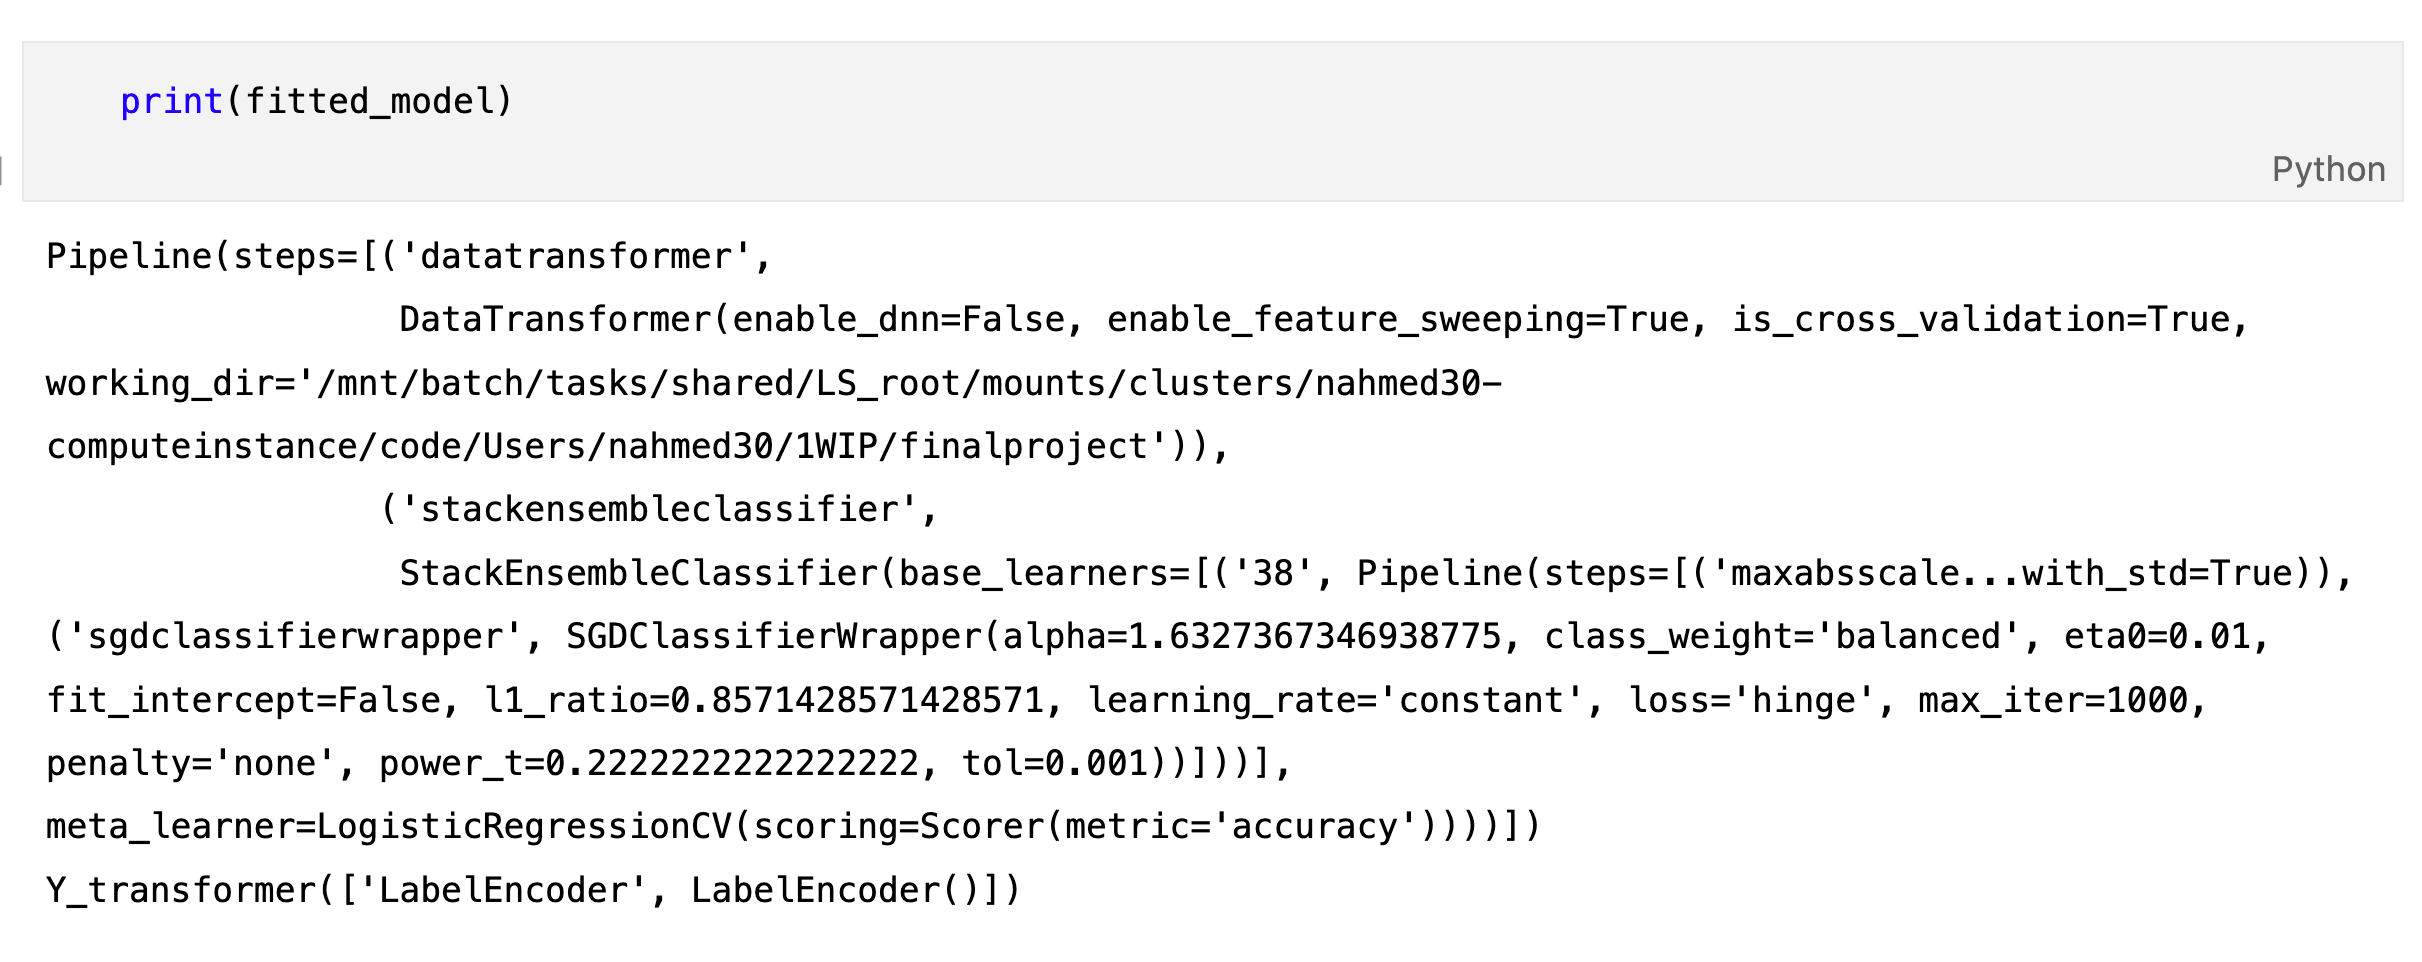 print(fitted_model)
Python
Pipeline(steps=[('datatransformer',
DataTransformer(enable_dnn=False, enable_feature_sweeping=True, is_cross_validation=True,
working_dir='/mnt/batch/tasks/shared/LS_root/mounts/clusters/nahmed30-
computeinstance/code/Users/nahmed30/1WIP/finalproject')),
('stackensembleclassifier',
StackEnsembleClassifier(base_learners=[('38', Pipeline(steps=[('maxabsscale...with_std=True)),
('sgdclassifierwrapper', SGDClassifierWrapper(alpha=1.6327367346938775, class_weight='balanced', eta0=0.01,
fit_intercept=False, l1_ratio=0.8571428571428571, learning_rate='constant', loss='hinge', max_iter=1000,
penalty='none', power_t=0.2222222222222222, tol=0.001))]))],
meta_learner=LogisticRegressionCV(scoring=Scorer(metric='accuracy'))))])
Y_transformer(['LabelEncoder', LabelEncoder()])